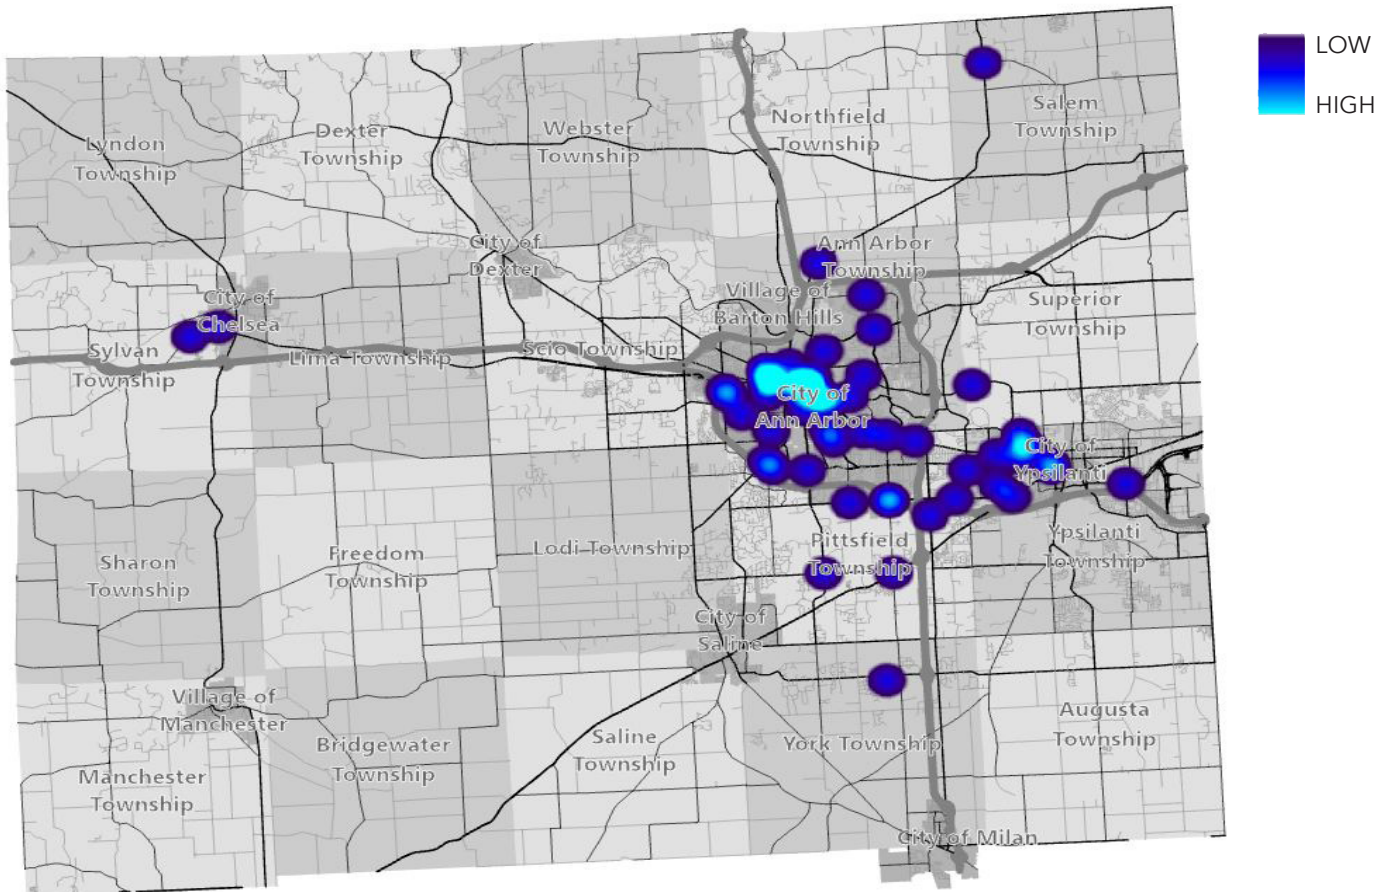 LOW
HIGH
Salem
Township
Northfield
Township
Webster
Township
Dexter
Township
Lyndon
Township
City of
Dexter
Ann Arbor
Township
Village of
Barton Hills
Superior
Township
City of
Chelsea
Sylvan
Township
Lima Township
Scio Township
City of
Ann Arbor
City of
Ypsilanti
Ypsilanti
Township
Pittsfield
Township
Lodi Township
Freedom
Township
Sharon
Township
City of
Saline
Village of
Manchester
Augusta
Township
York Township
Saline
Township
Bridgewater
Township
Manchester
Township
City of Milan